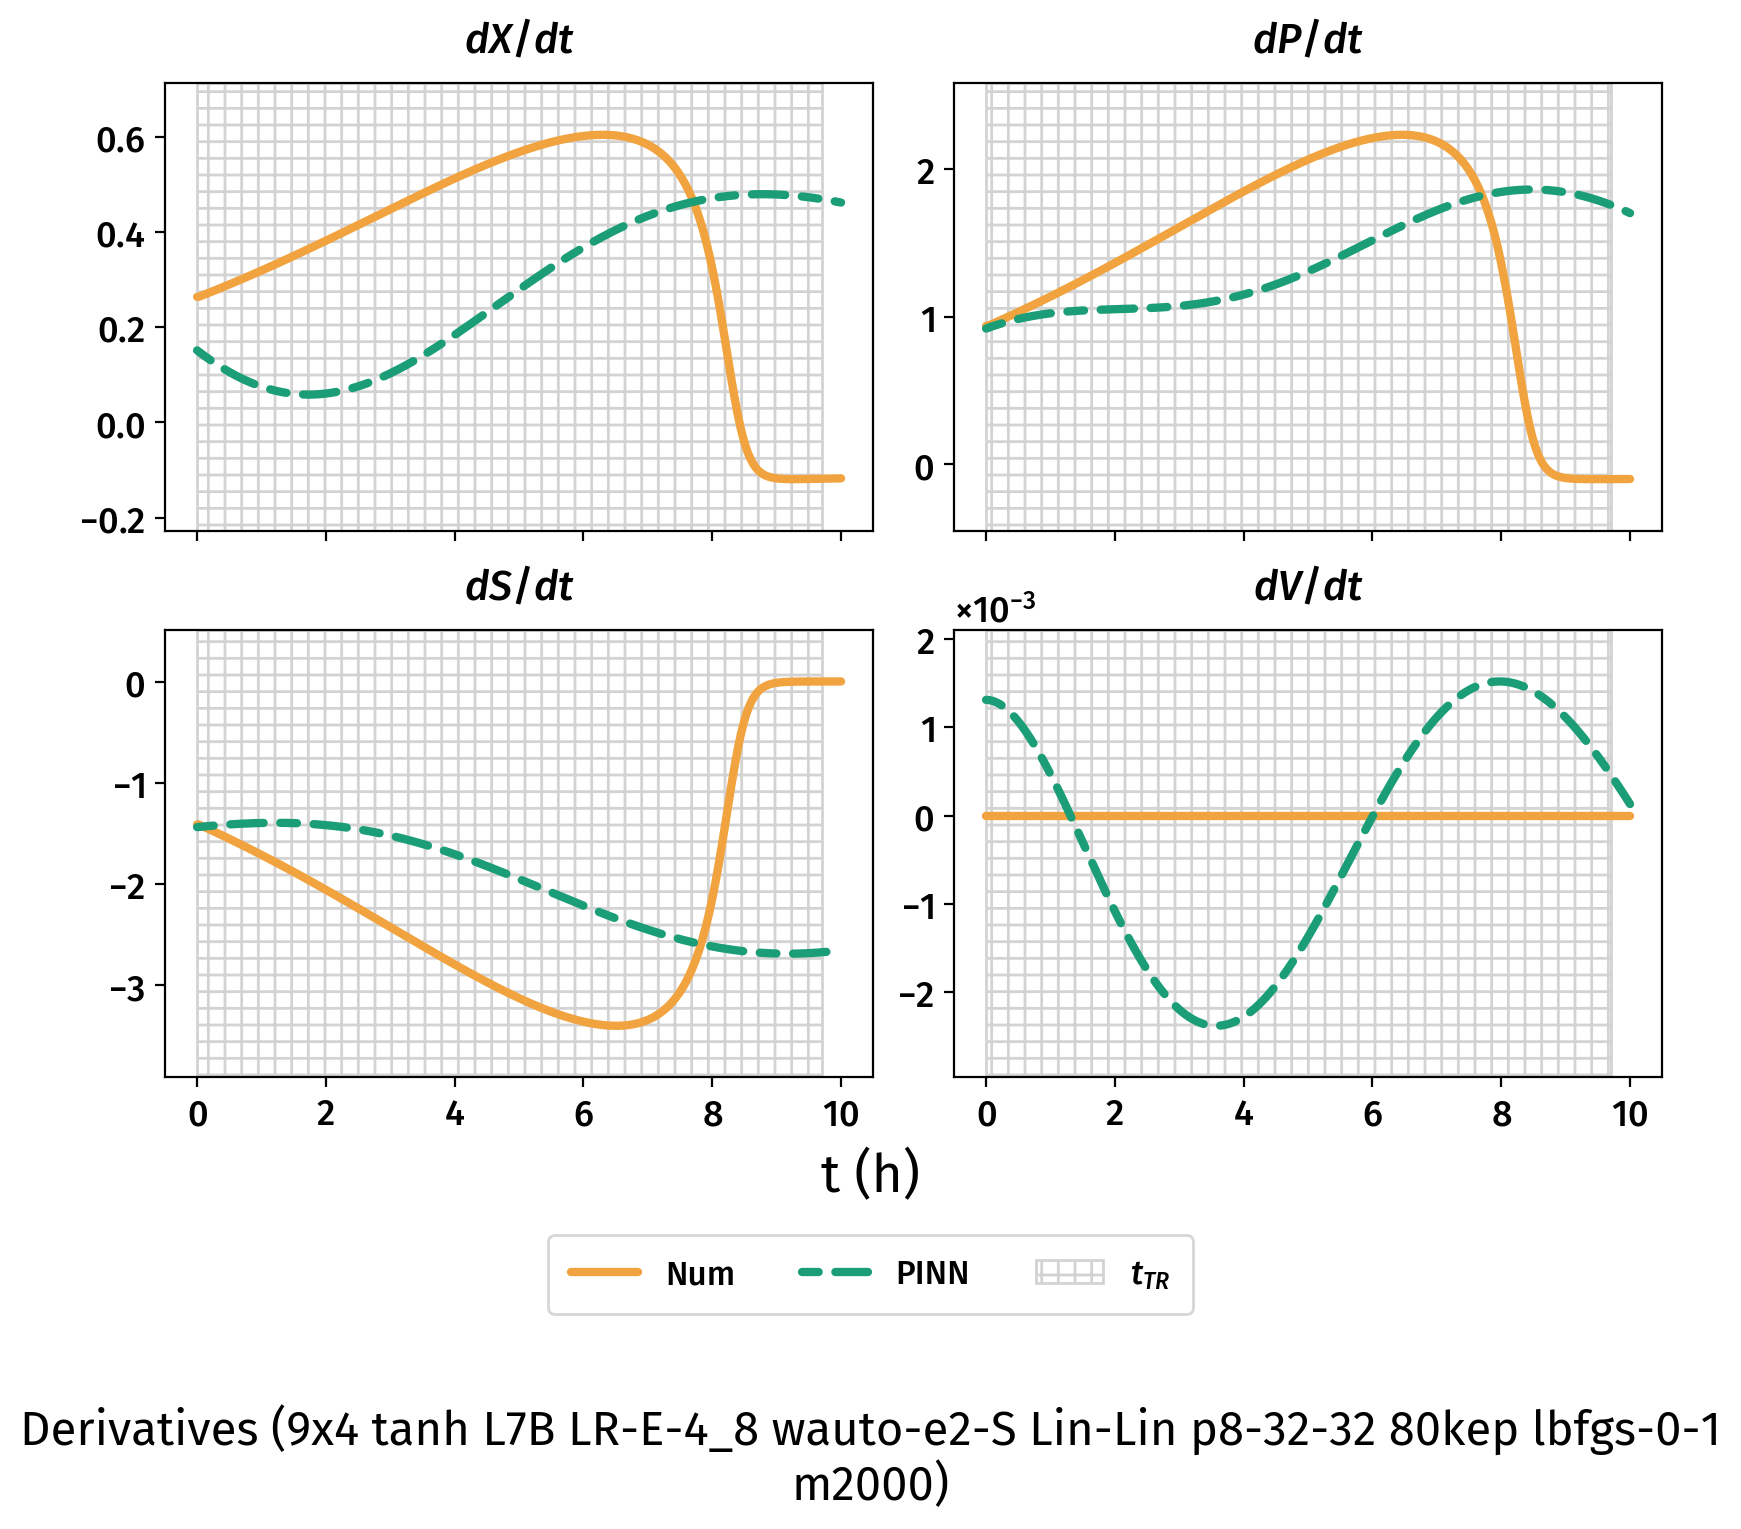 dX/dt
dP/dt
0.6
0.4
0.2
0.0
−0.2
2
1
0
dS/dt
dV/dt
×10⁻³
0
−1
−2
−3
2
1
0
−1
−2
0 2 4 6 8 10
0 2 4 6 8 10
t (h)
Num PINN t_TR
Derivatives (9x4 tanh L7B LR-E-4_8 wauto-e2-S Lin-Lin p8-32-32 80kep lbfgs-0-1
m2000)